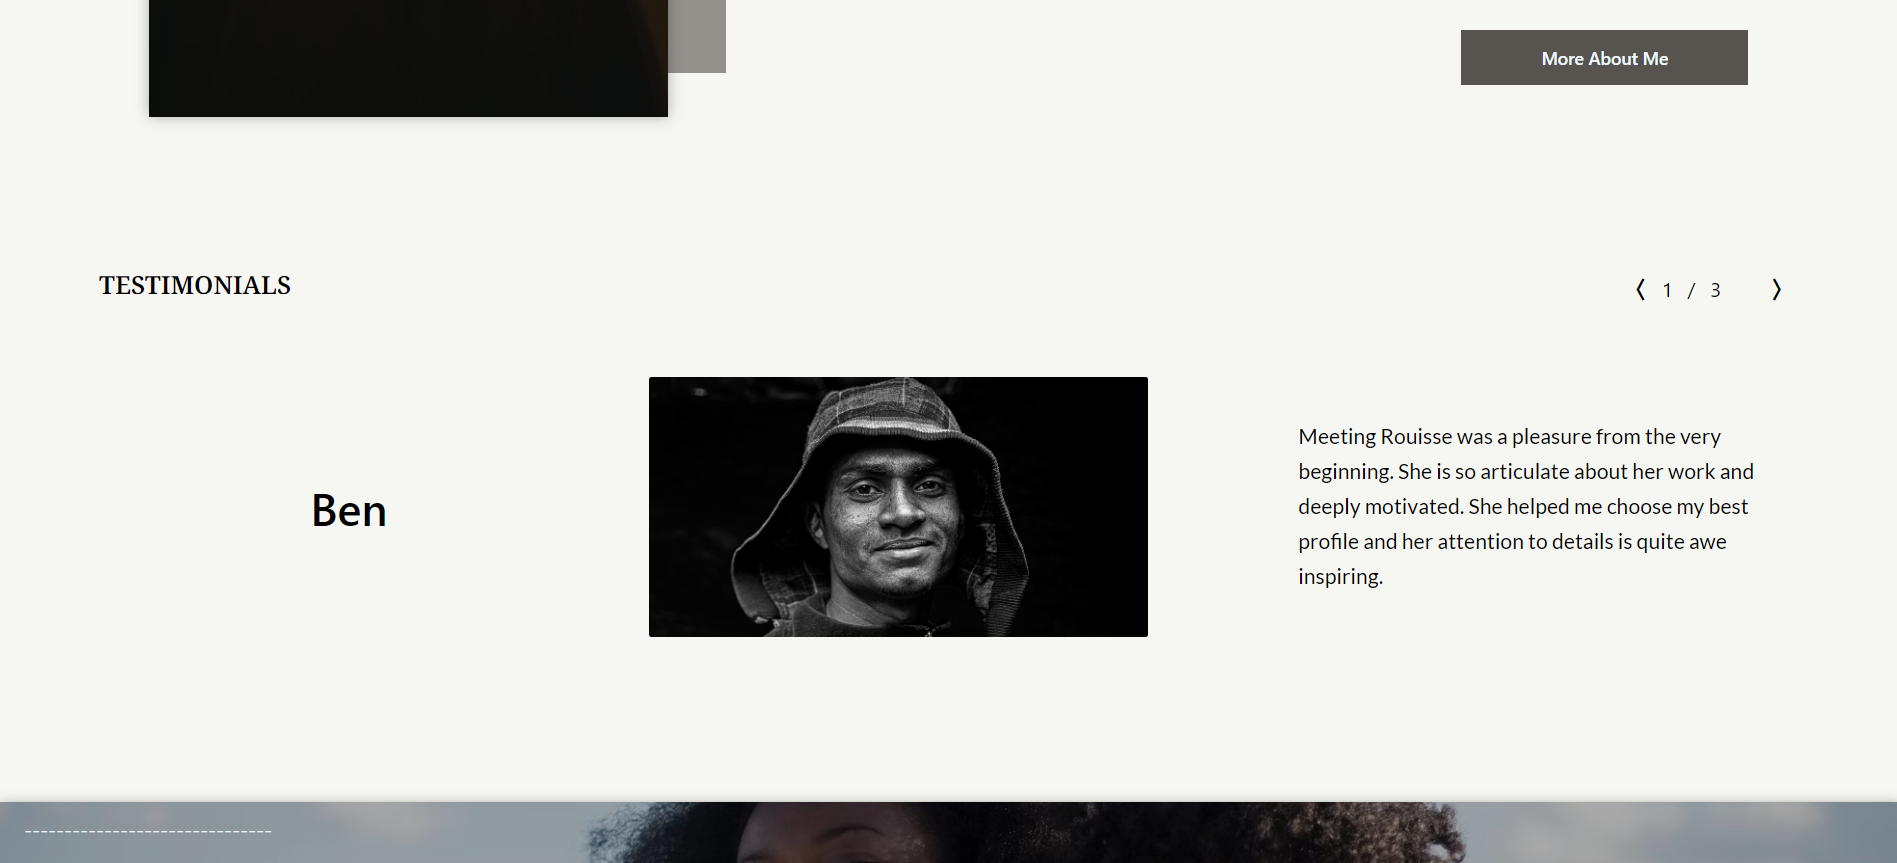 More About Me
TESTIMONIALS
1 / 3
Ben
Meeting Rouisse was a pleasure from the very
beginning. She is so articulate about her work and
deeply motivated. She helped me choose my best
profile and her attention to details is quite awe
inspiring.
-------------------------------